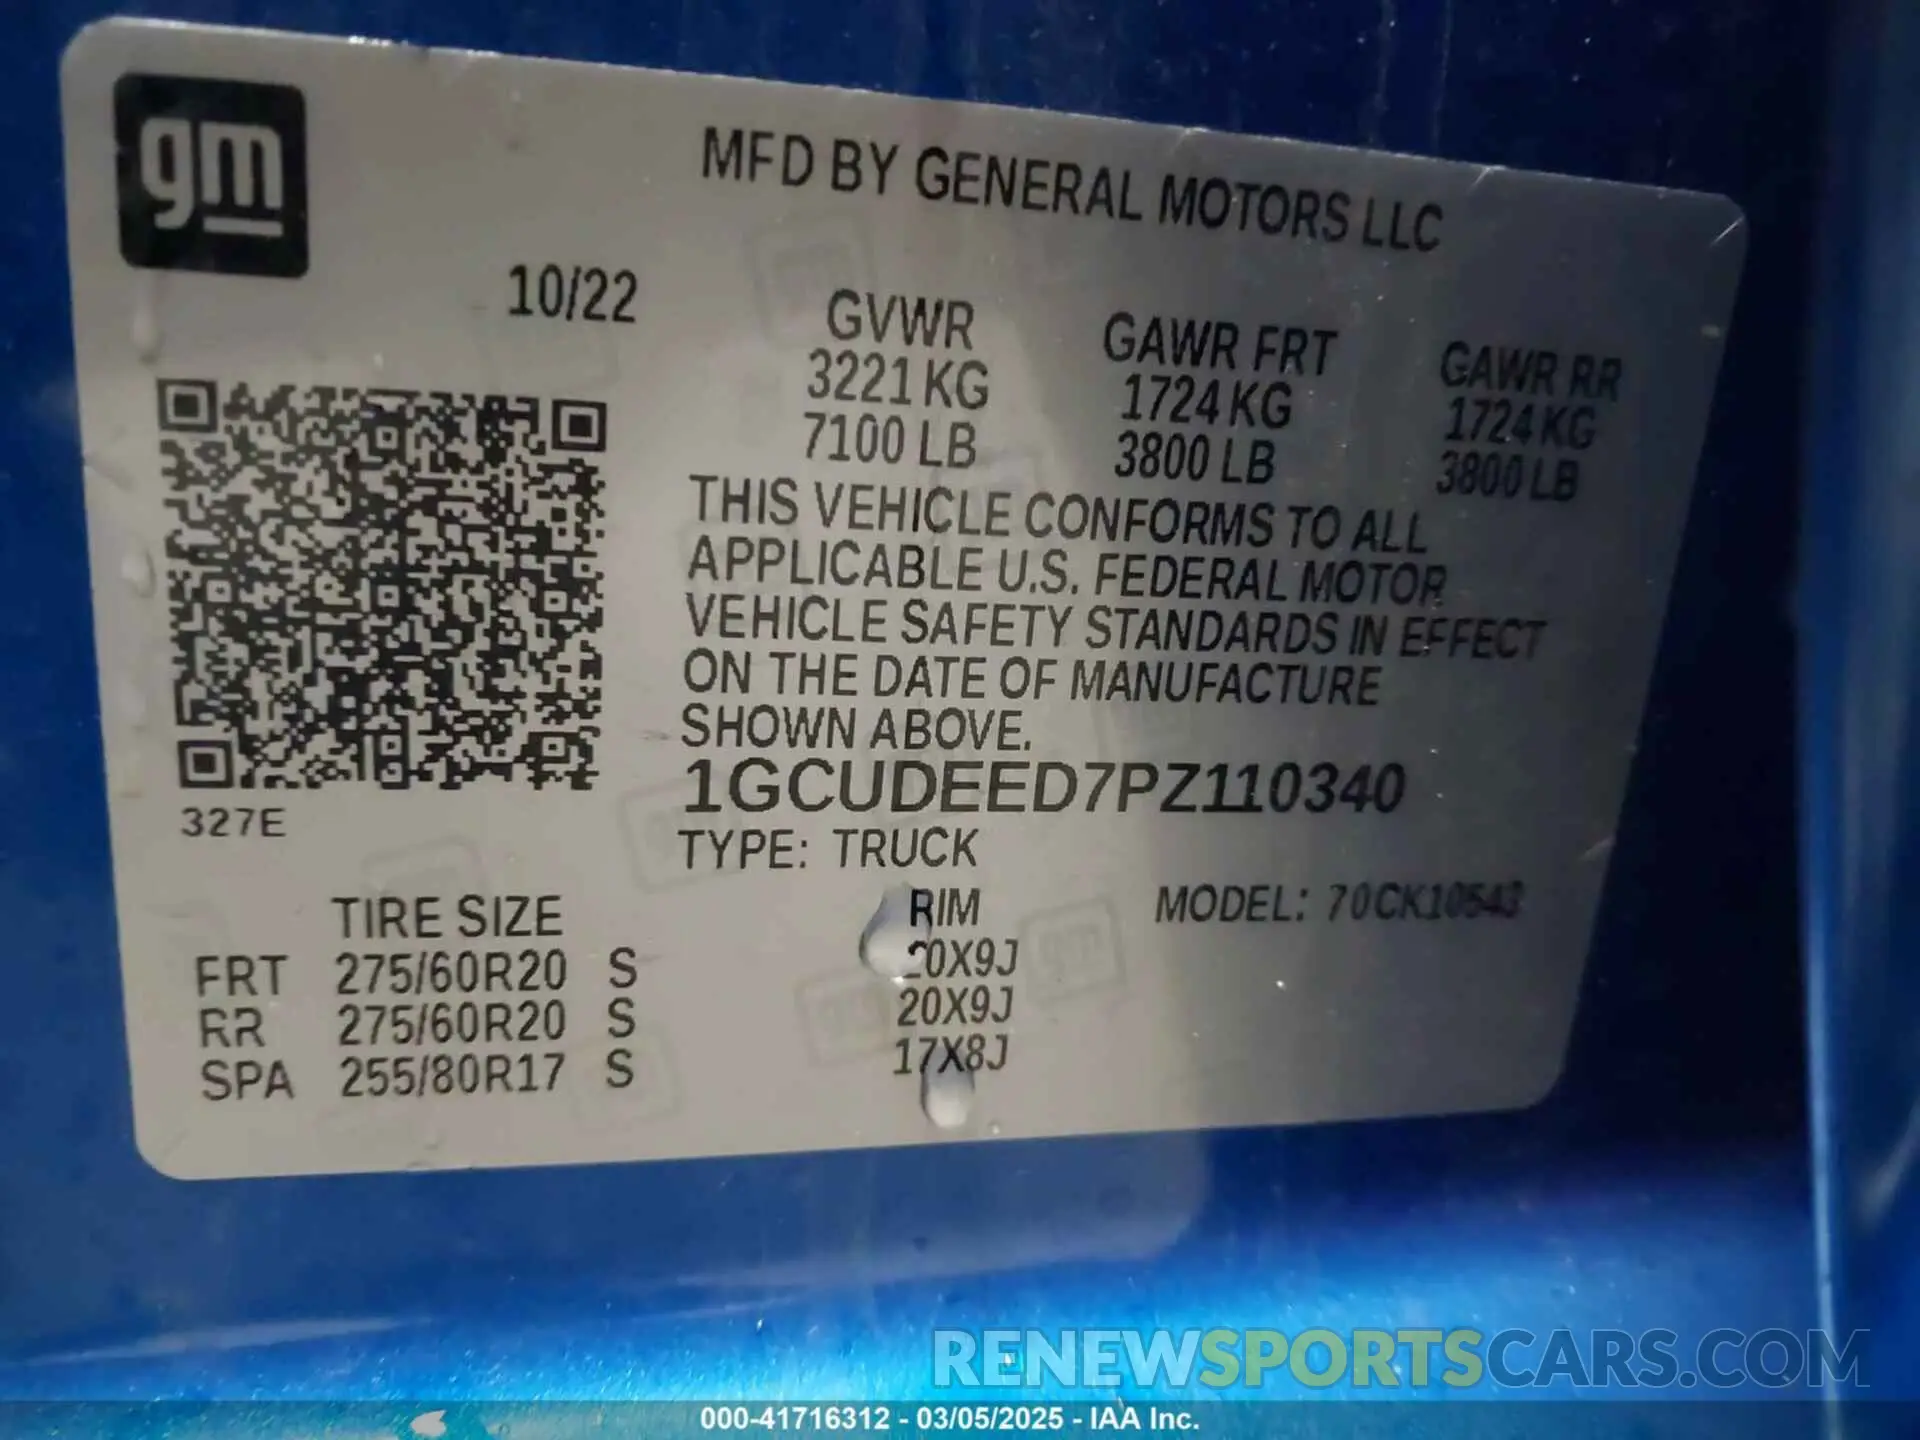 gm
MFD BY GENERAL MOTORS LLC
10/22
GVWR GAWR FRT GAWR RR
3221 KG 1724 KG 1724 KG
7100 LB 3800 LB 3800 LB
THIS VEHICLE CONFORMS TO ALL
APPLICABLE U.S. FEDERAL MOTOR
VEHICLE SAFETY STANDARDS IN EFFECT
ON THE DATE OF MANUFACTURE
SHOWN ABOVE.
1GCUDEED7PZ110340
327E
TYPE: TRUCK
TIRE SIZE RIM MODEL: 70CK10543
FRT 275/60R20 S 20X9J
RR 275/60R20 S 20X9J
SPA 255/80R17 S 17X8J
RENEWSPORTSCARS.COM
000-41716312 - 03/05/2025 - IAA Inc.